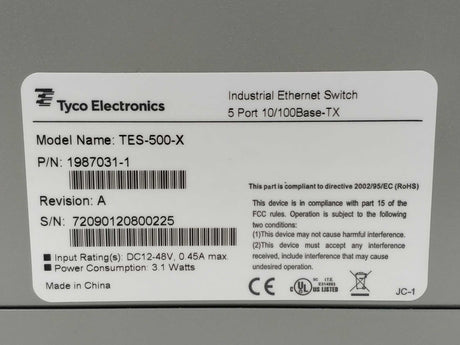 Tyco Electronics
Industrial Ethernet Switch
5 Port 10/100Base-TX
Model Name: TES-500-X
P/N: 1987031-1
Revision: A
S/N: 72090120800225
■ Input Rating(s): DC12-48V, 0.45A max.
■ Power Consumption: 3.1 Watts
Made in China
This part is compliant to directive 2002/95/EC (RoHS)
This device is in compliance with part 15 of the
FCC rules. Operation is subject to the following
two conditions:
(1)This device may not cause harmful interference.
(2)This device must accept any interference
received, include interference that may cause
undesired operation.
CE
UL
US LISTED
I.T.E.
JC-1